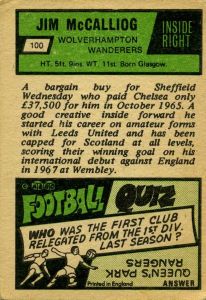 JIM McCALLIOG
100
WOLVERHAMPTON
WANDERERS
INSIDE
RIGHT
HT. 5ft. 9ins. WT. 11st. Born Glasgow.
A bargain buy for Sheffield
Wednesday who paid Chelsea only
£37,500 for him in October 1965. A
good creative inside forward he
started his career on amateur forms
with Leeds United and has been
capped for Scotland at all levels,
scoring their winning goal on his
international debut against England
in 1967 at Wembley.
FOOTBALL QUIZ
WHO WAS THE FIRST CLUB
RELEGATED FROM THE 1ST DIV.
LAST SEASON?
QUEEN'S PARK
RANGERS
Printed in England
ANSWER